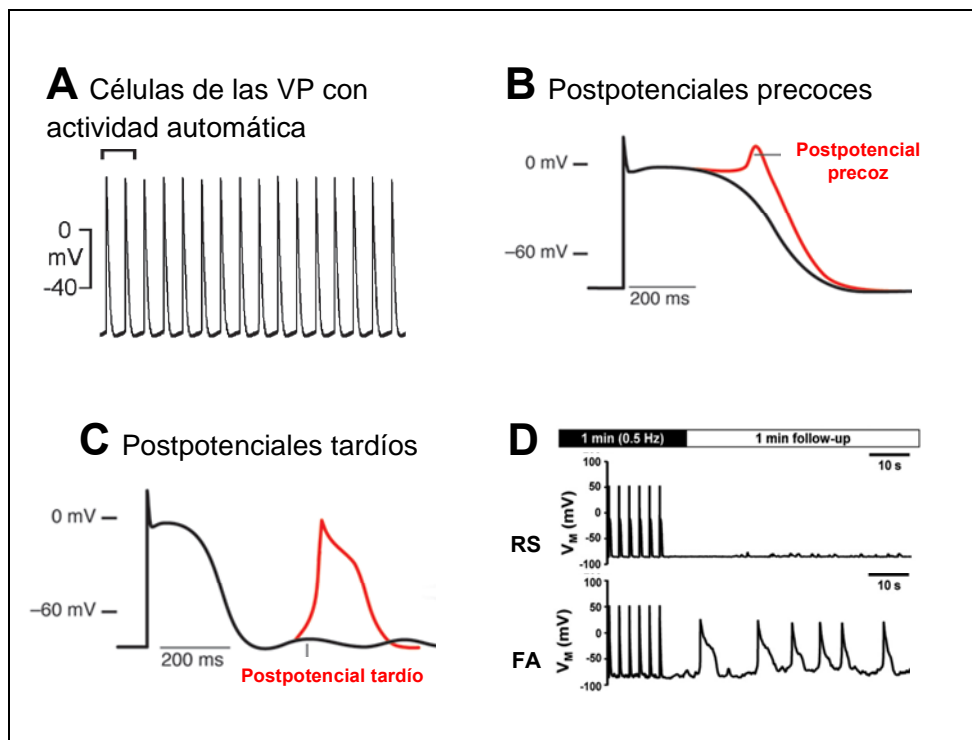 A Células de las VP con
actividad automática
0
mV
-40
B Postpotenciales precoces
0 mV
Postpotencial
precoz
–60 mV
200 ms
C Postpotenciales tardíos
0 mV
–60 mV
200 ms
Postpotencial tardío
D
1 min (0.5 Hz)
1 min follow-up
10 s
RS
VM (mV)
100
50
0
-50
-100
10 s
FA
VM (mV)
100
50
0
-50
-100